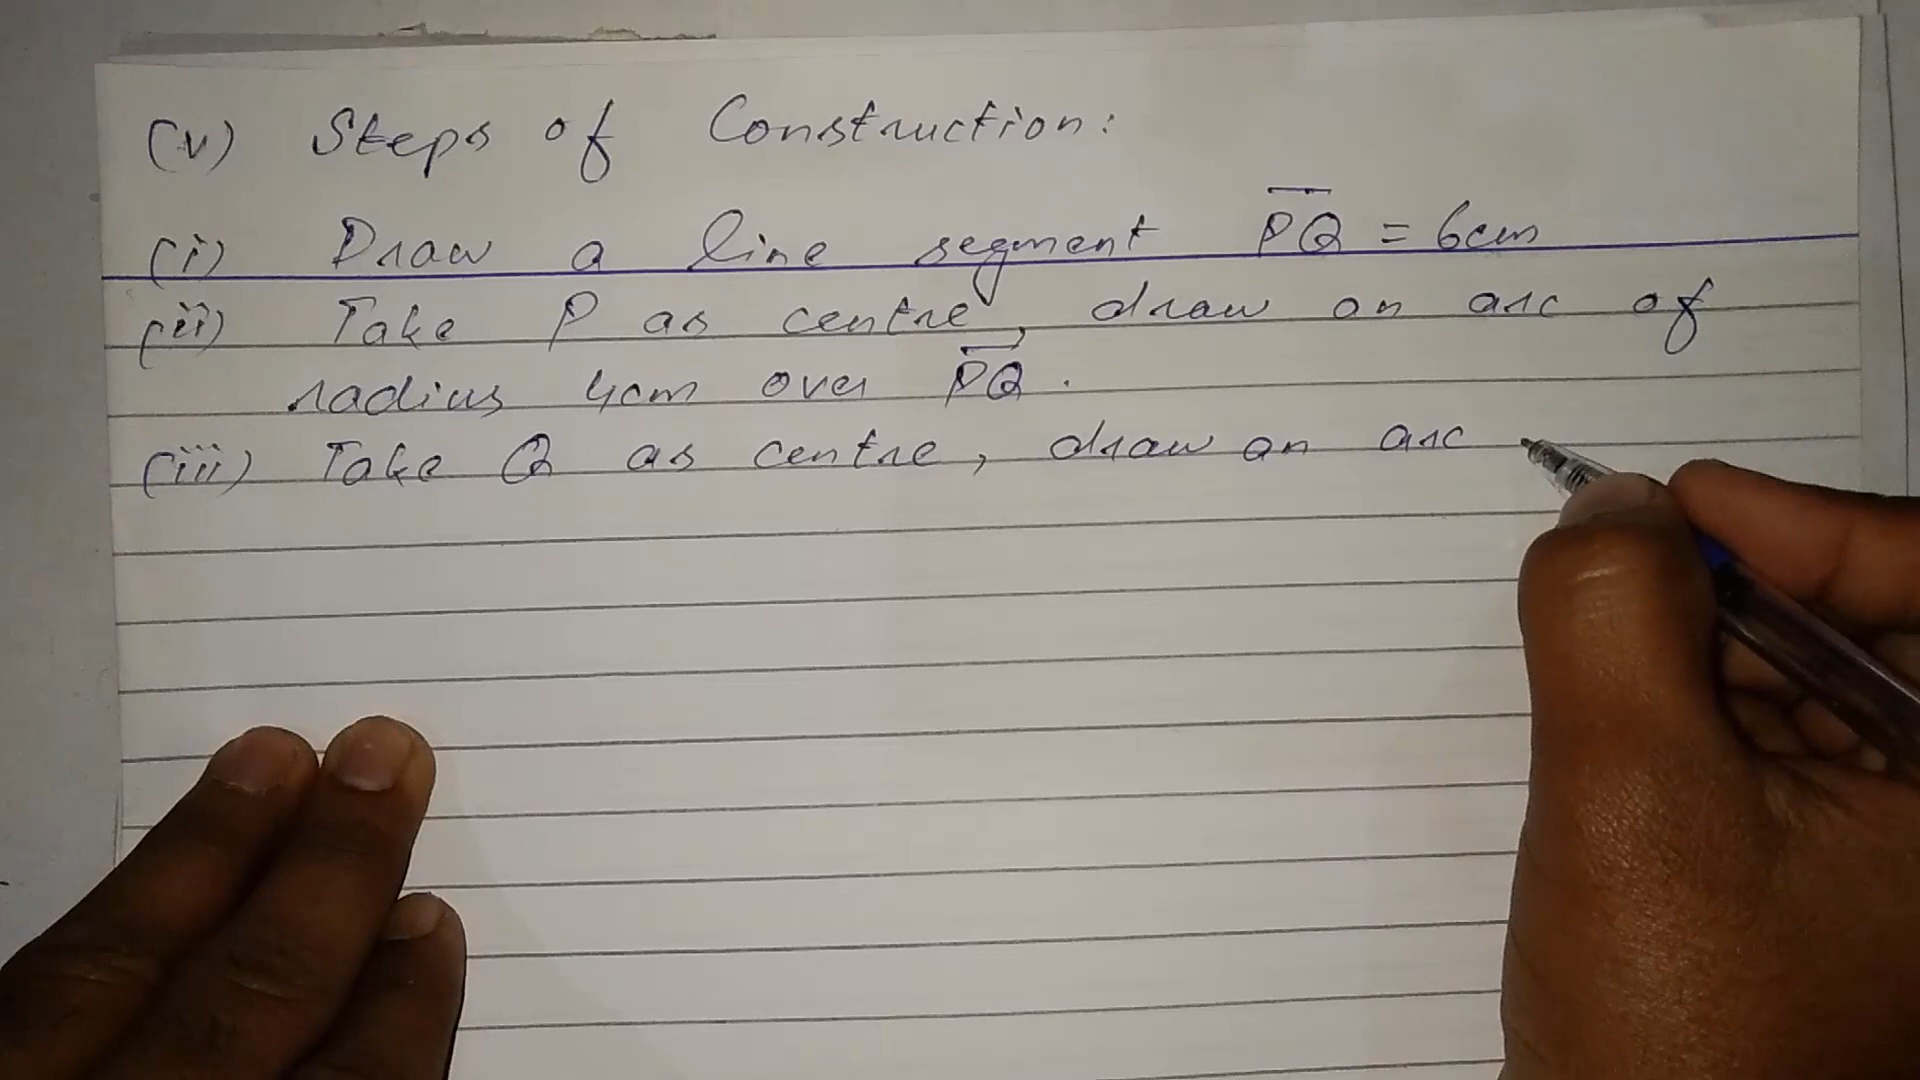 (v) Steps of Construction:
(i) Draw a line segment P̅Q̅ = 6cm
(ii) Take P as centre, draw an arc of
radius 4cm over P̅Q̅.
(iii) Take Q as centre, draw an arc